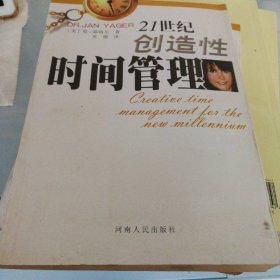 DR.JAN YAGER
21世纪
创造性
时间管理
Creative time
management for the
new millennium
河南人民出版社